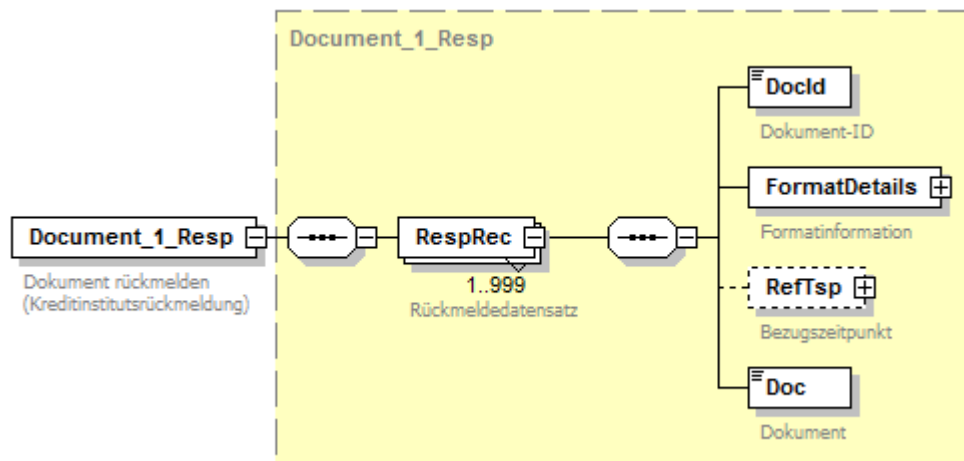 Document_1_Resp
DocId
Dokument-ID
FormatDetails
Formatinformation
Document_1_Resp
Dokument rückmelden
(Kreditinstitutsrückmeldung)
RespRec
1..999
Rückmeldedatensatz
RefTsp
Bezugszeitpunkt
Doc
Dokument